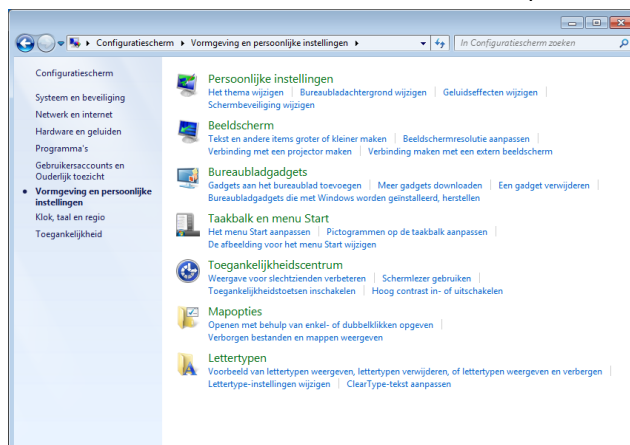 Configuratiescherm ▸ Vormgeving en persoonlijke instellingen ▸
In Configuratiescherm zoeken
Configuratiescherm
Systeem en beveiliging
Netwerk en internet
Hardware en geluiden
Programma's
Gebruikersaccounts en
Ouderlijk toezicht
Vormgeving en persoonlijke
instellingen
Klok, taal en regio
Toegankelijkheid
Persoonlijke instellingen
Het thema wijzigen | Bureaubladachtergrond wijzigen | Geluidseffecten wijzigen |
Schermbeveiliging wijzigen
Beeldscherm
Tekst en andere items groter of kleiner maken | Beeldschermresolutie aanpassen |
Verbinding met een projector maken | Verbinding maken met een extern beeldscherm
Bureaubladgadgets
Gadgets aan het bureaublad toevoegen | Meer gadgets downloaden | Een gadget verwijderen |
Bureaubladgadgets die met Windows worden geïnstalleerd, herstellen
Taakbalk en menu Start
Het menu Start aanpassen | Pictogrammen op de taakbalk aanpassen |
De afbeelding voor het menu Start wijzigen
Toegankelijkheidscentrum
Weergave voor slechtzienden verbeteren | Schermlezer gebruiken |
Toegankelijkheidstoetsen inschakelen | Hoog contrast in- of uitschakelen
Mapopties
Openen met behulp van enkel- of dubbelklikken opgeven |
Verborgen bestanden en mappen weergeven
Lettertypen
Voorbeeld van lettertypen weergeven, lettertypen verwijderen, of lettertypen weergeven en verbergen |
Lettertype-instellingen wijzigen | ClearType-tekst aanpassen